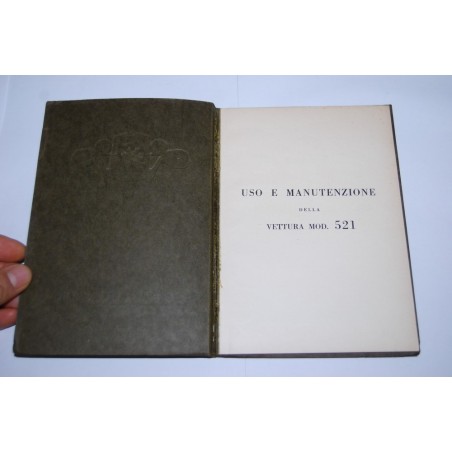 USO E MANUTENZIONE
DELLA
VETTURA MOD. 521